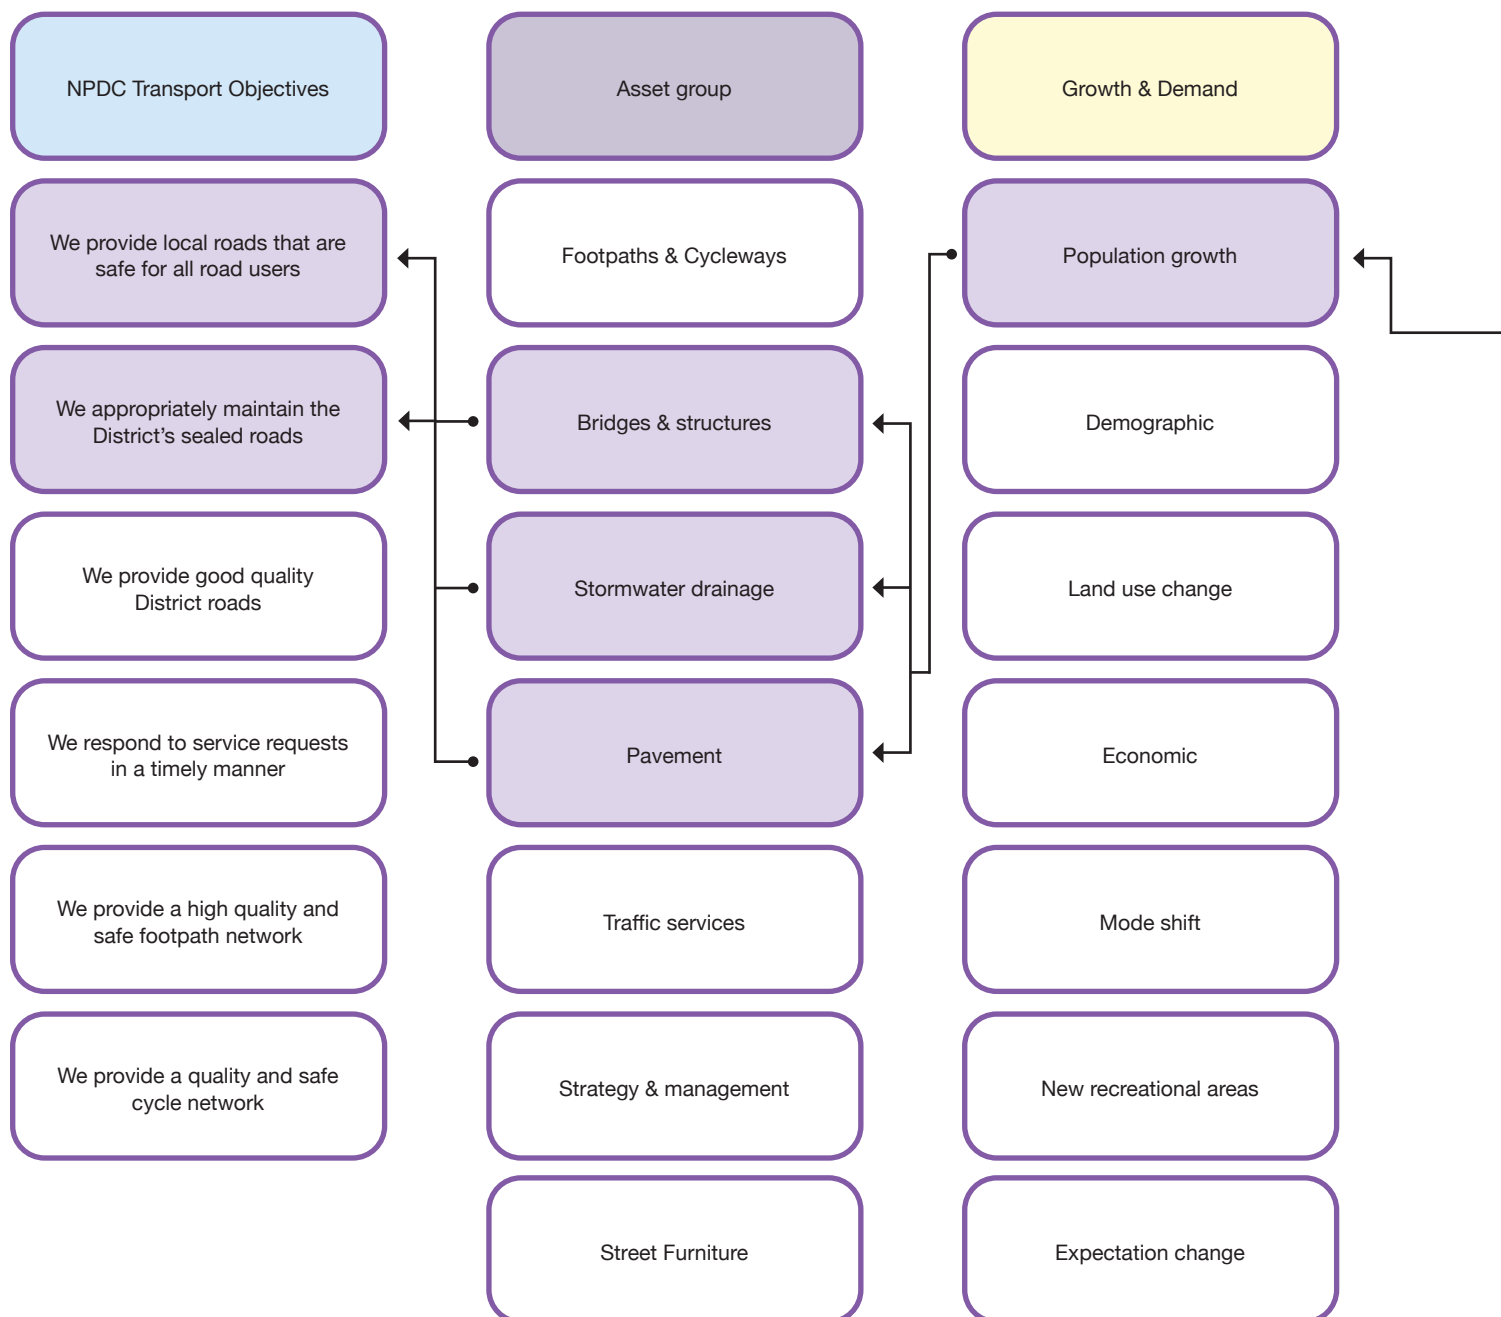 NPDC Transport Objectives
We provide local roads that are
safe for all road users
We appropriately maintain the
District’s sealed roads
We provide good quality
District roads
We respond to service requests
in a timely manner
We provide a high quality and
safe footpath network
We provide a quality and safe
cycle network
Asset group
Footpaths & Cycleways
Bridges & structures
Stormwater drainage
Pavement
Traffic services
Strategy & management
Street Furniture
Growth & Demand
Population growth
Demographic
Land use change
Economic
Mode shift
New recreational areas
Expectation change